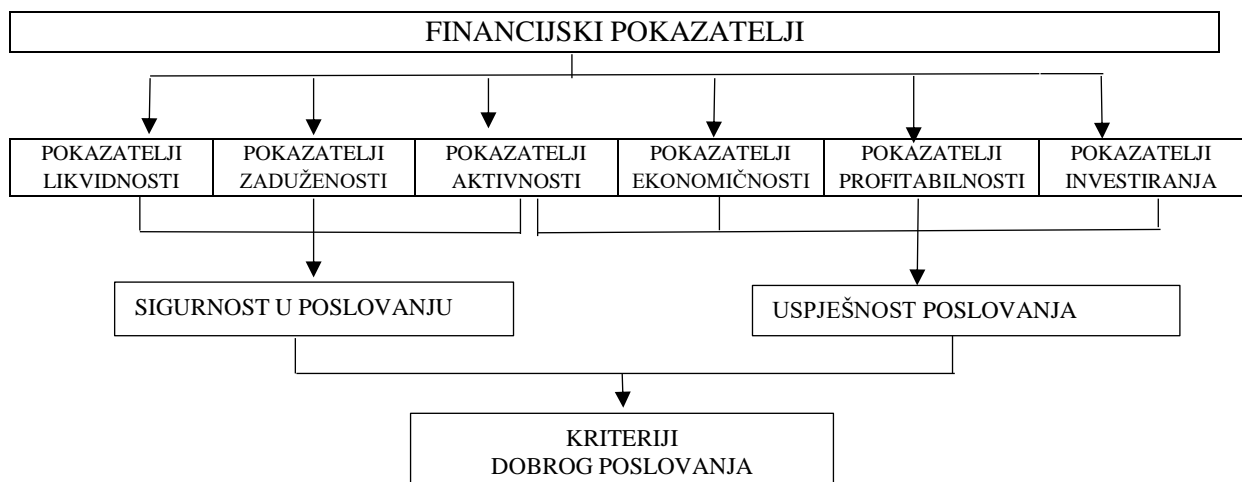 FINANCIJSKI POKAZATELJI
POKAZATELJI
LIKVIDNOSTI
POKAZATELJI
ZADUŽENOSTI
POKAZATELJI
AKTIVNOSTI
POKAZATELJI
EKONOMIČNOSTI
POKAZATELJI
PROFITABILNOSTI
POKAZATELJI
INVESTIRANJA
SIGURNOST U POSLOVANJU
USPJEŠNOST POSLOVANJA
KRITERIJI
DOBROG POSLOVANJA